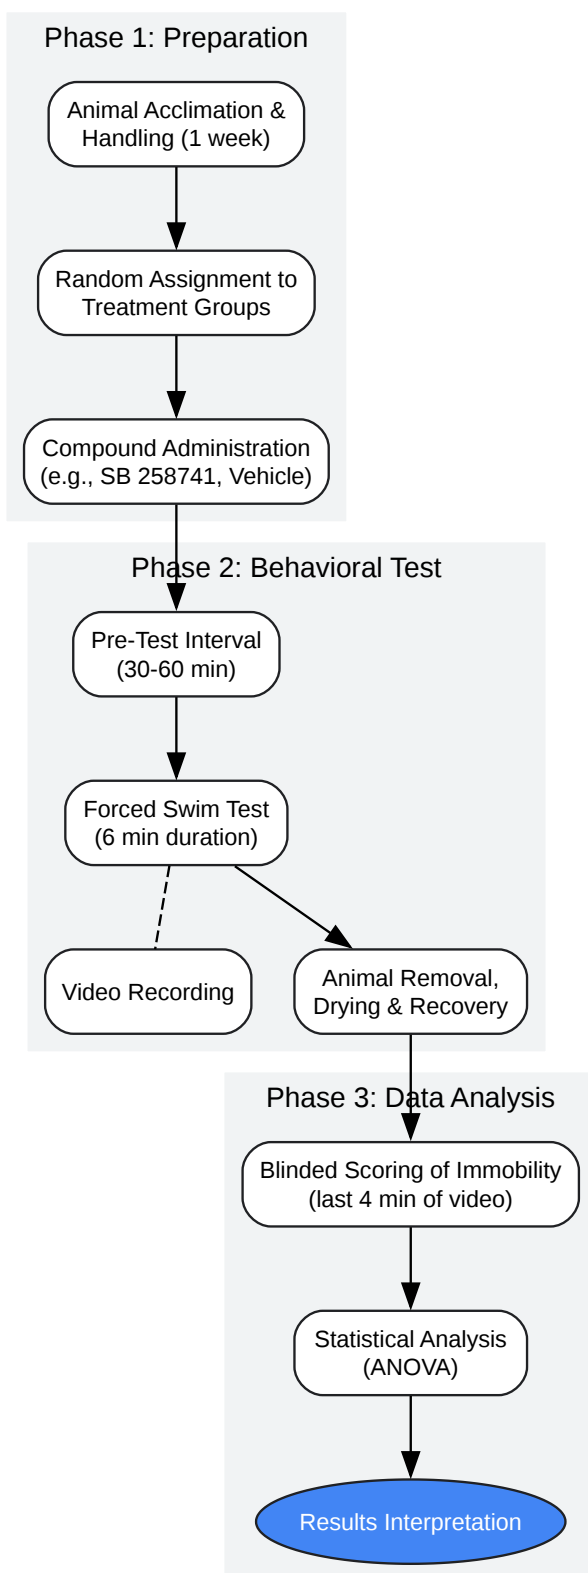 Phase 1: Preparation
Animal Acclimation &
Handling (1 week)
Random Assignment to
Treatment Groups
Compound Administration
(e.g., SB 258741, Vehicle)
Phase 2: Behavioral Test
Pre-Test Interval
(30-60 min)
Forced Swim Test
(6 min duration)
Video Recording
Animal Removal,
Drying & Recovery
Phase 3: Data Analysis
Blinded Scoring of Immobility
(last 4 min of video)
Statistical Analysis
(ANOVA)
Results Interpretation